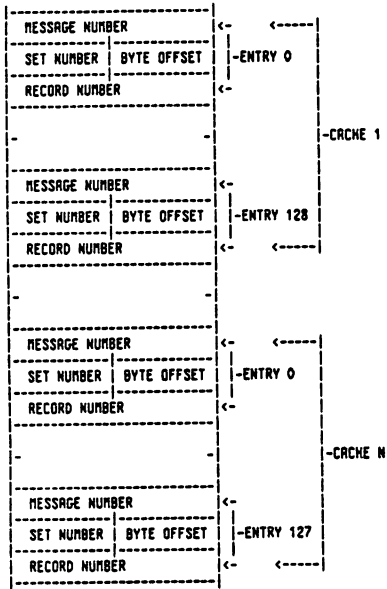 MESSAGE NUMBER
SET NUMBER | BYTE OFFSET -ENTRY 0
RECORD NUMBER
-CACHE 1
MESSAGE NUMBER
SET NUMBER | BYTE OFFSET -ENTRY 128
RECORD NUMBER
MESSAGE NUMBER
SET NUMBER | BYTE OFFSET -ENTRY 0
RECORD NUMBER
-CACHE N
MESSAGE NUMBER
SET NUMBER | BYTE OFFSET -ENTRY 127
RECORD NUMBER